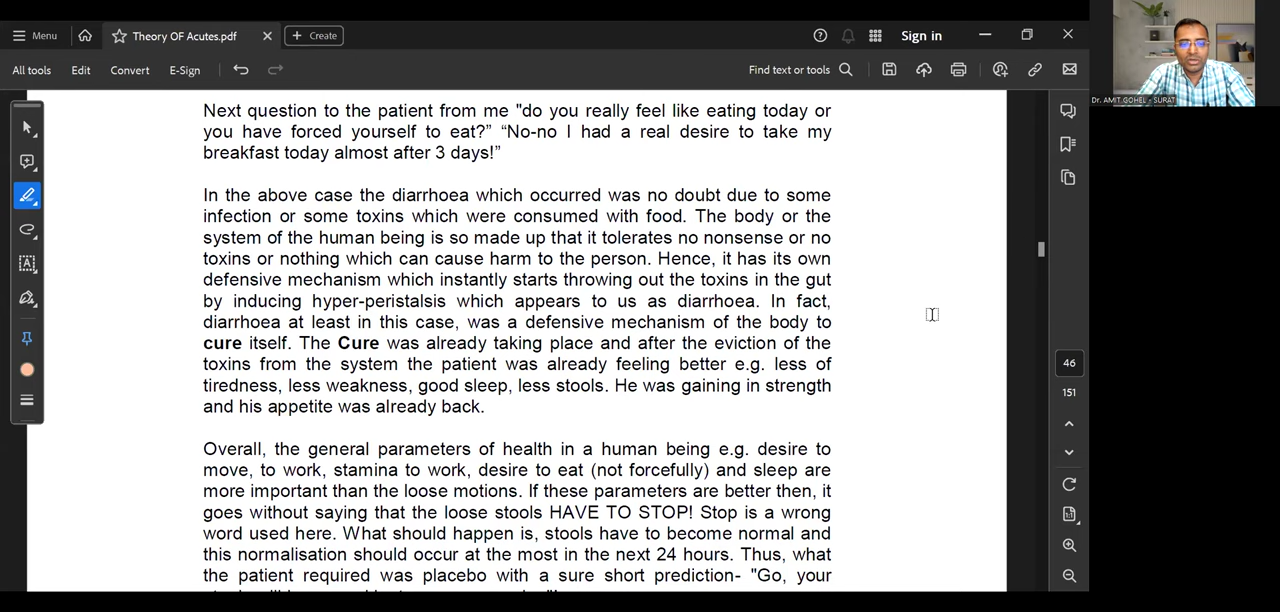 Menu
Theory OF Acutes.pdf
Create
Sign in
All tools
Edit
Convert
E-Sign
Find text or tools
Dr. AMIT GOHEL - SURAT
Next question to the patient from me "do you really feel like eating today or
you have forced yourself to eat?” “No-no I had a real desire to take my
breakfast today almost after 3 days!”
In the above case the diarrhoea which occurred was no doubt due to some
infection or some toxins which were consumed with food. The body or the
system of the human being is so made up that it tolerates no nonsense or no
toxins or nothing which can cause harm to the person. Hence, it has its own
defensive mechanism which instantly starts throwing out the toxins in the gut
by inducing hyper-peristalsis which appears to us as diarrhoea. In fact,
diarrhoea at least in this case, was a defensive mechanism of the body to
cure itself. The Cure was already taking place and after the eviction of the
toxins from the system the patient was already feeling better e.g. less of
tiredness, less weakness, good sleep, less stools. He was gaining in strength
and his appetite was already back.
Overall, the general parameters of health in a human being e.g. desire to
move, to work, stamina to work, desire to eat (not forcefully) and sleep are
more important than the loose motions. If these parameters are better then, it
goes without saying that the loose stools HAVE TO STOP! Stop is a wrong
word used here. What should happen is, stools have to become normal and
this normalisation should occur at the most in the next 24 hours. Thus, what
the patient required was placebo with a sure short prediction- "Go, your
46
151
1:1